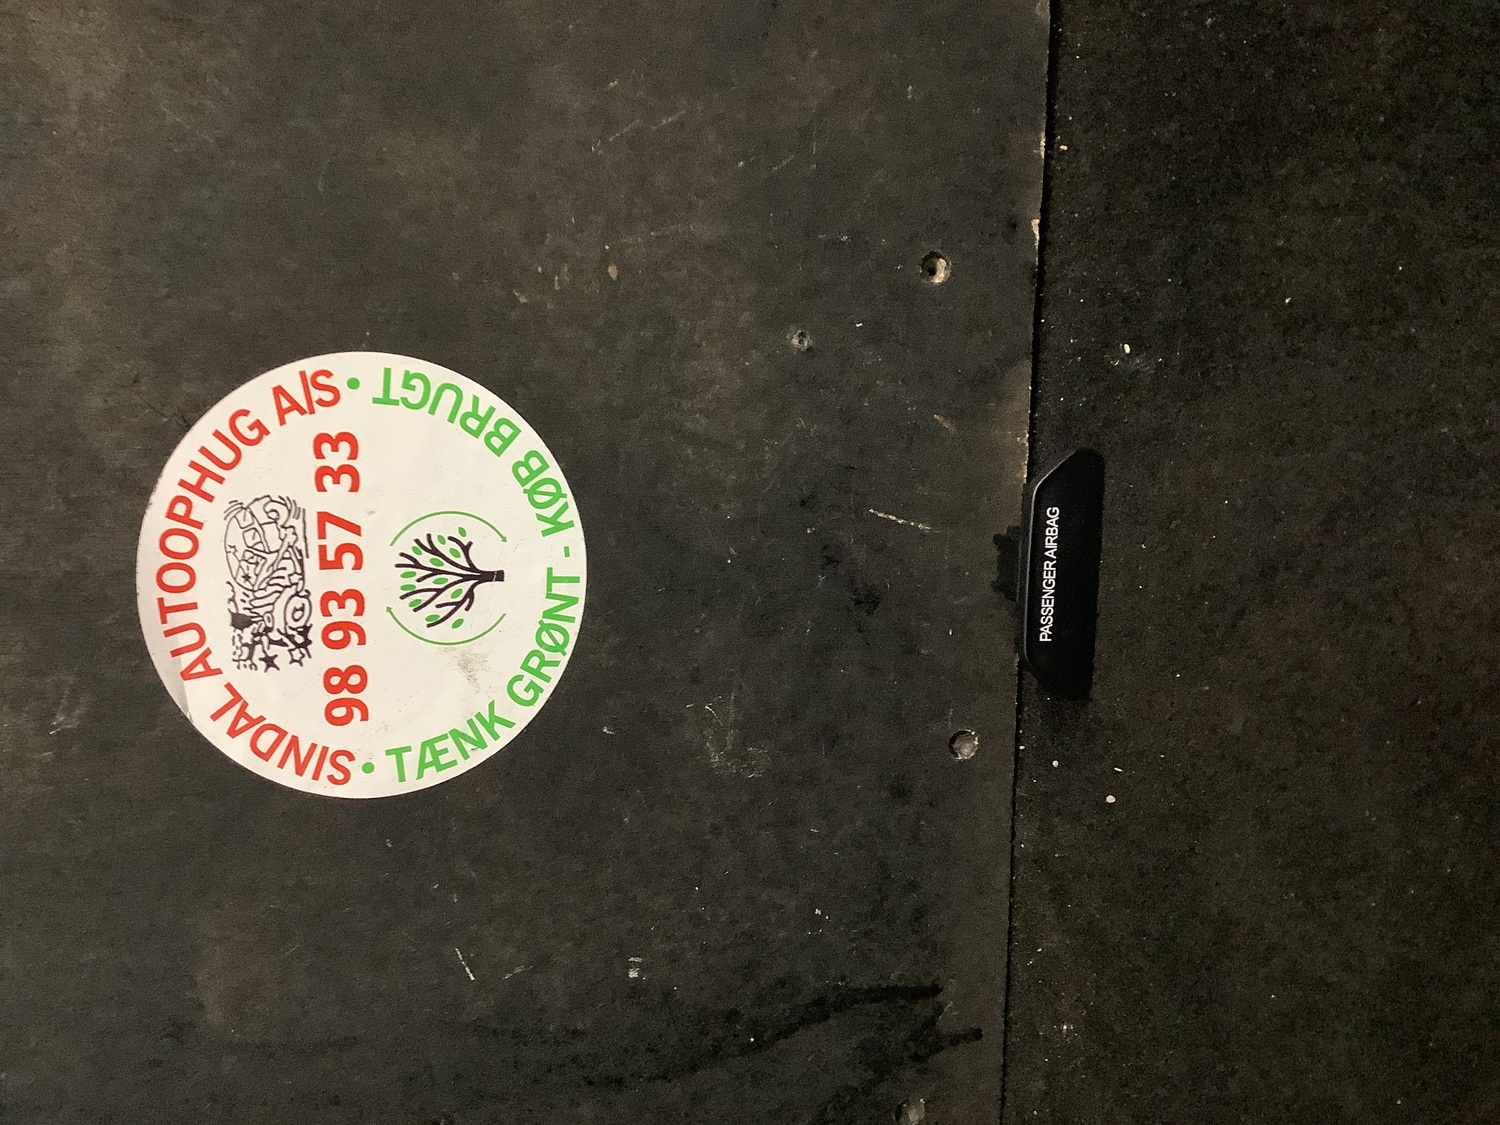 SINDAL AUTOOPHUG A/S
98 93 57 33
• TÆNK GRØNT - KØB BRUGT •
PASSENGER AIRBAG